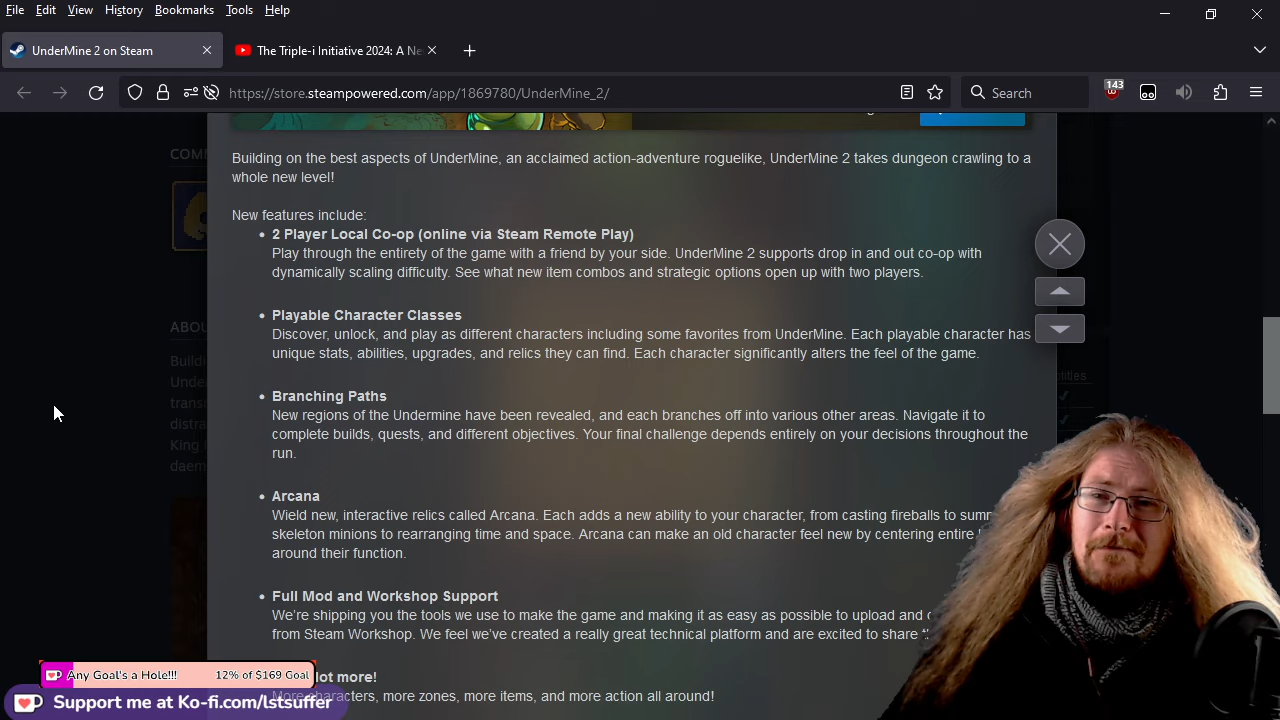 File Edit View History Bookmarks Tools Help
UnderMine 2 on Steam
The Triple-i Initiative 2024: A Ne
https://store.steampowered.com/app/1869780/UnderMine_2/
Search
143
Building on the best aspects of UnderMine, an acclaimed action-adventure roguelike, UnderMine 2 takes dungeon crawling to a
whole new level!
New features include:
• 2 Player Local Co-op (online via Steam Remote Play)
Play through the entirety of the game with a friend by your side. UnderMine 2 supports drop in and out co-op with
dynamically scaling difficulty. See what new item combos and strategic options open up with two players.
• Playable Character Classes
Discover, unlock, and play as different characters including some favorites from UnderMine. Each playable character has
unique stats, abilities, upgrades, and relics they can find. Each character significantly alters the feel of the game.
• Branching Paths
New regions of the Undermine have been revealed, and each branches off into various other areas. Navigate it to
complete builds, quests, and different objectives. Your final challenge depends entirely on your decisions throughout the
run.
• Arcana
Wield new, interactive relics called Arcana. Each adds a new ability to your character, from casting fireballs to summ
skeleton minions to rearranging time and space. Arcana can make an old character feel new by centering entire
around their function.
• Full Mod and Workshop Support
We're shipping you the tools we use to make the game and making it as easy as possible to upload and
from Steam Workshop. We feel we've created a really great technical platform and are excited to share
lot more!
More characters, more zones, more items, and more action all around!
COMM
ABOU
Buildin
Under
transi
distra
King
daem
Any Goal's a Hole!!! 12% of $169 Goal
Support me at Ko-fi.com/lstsuffer